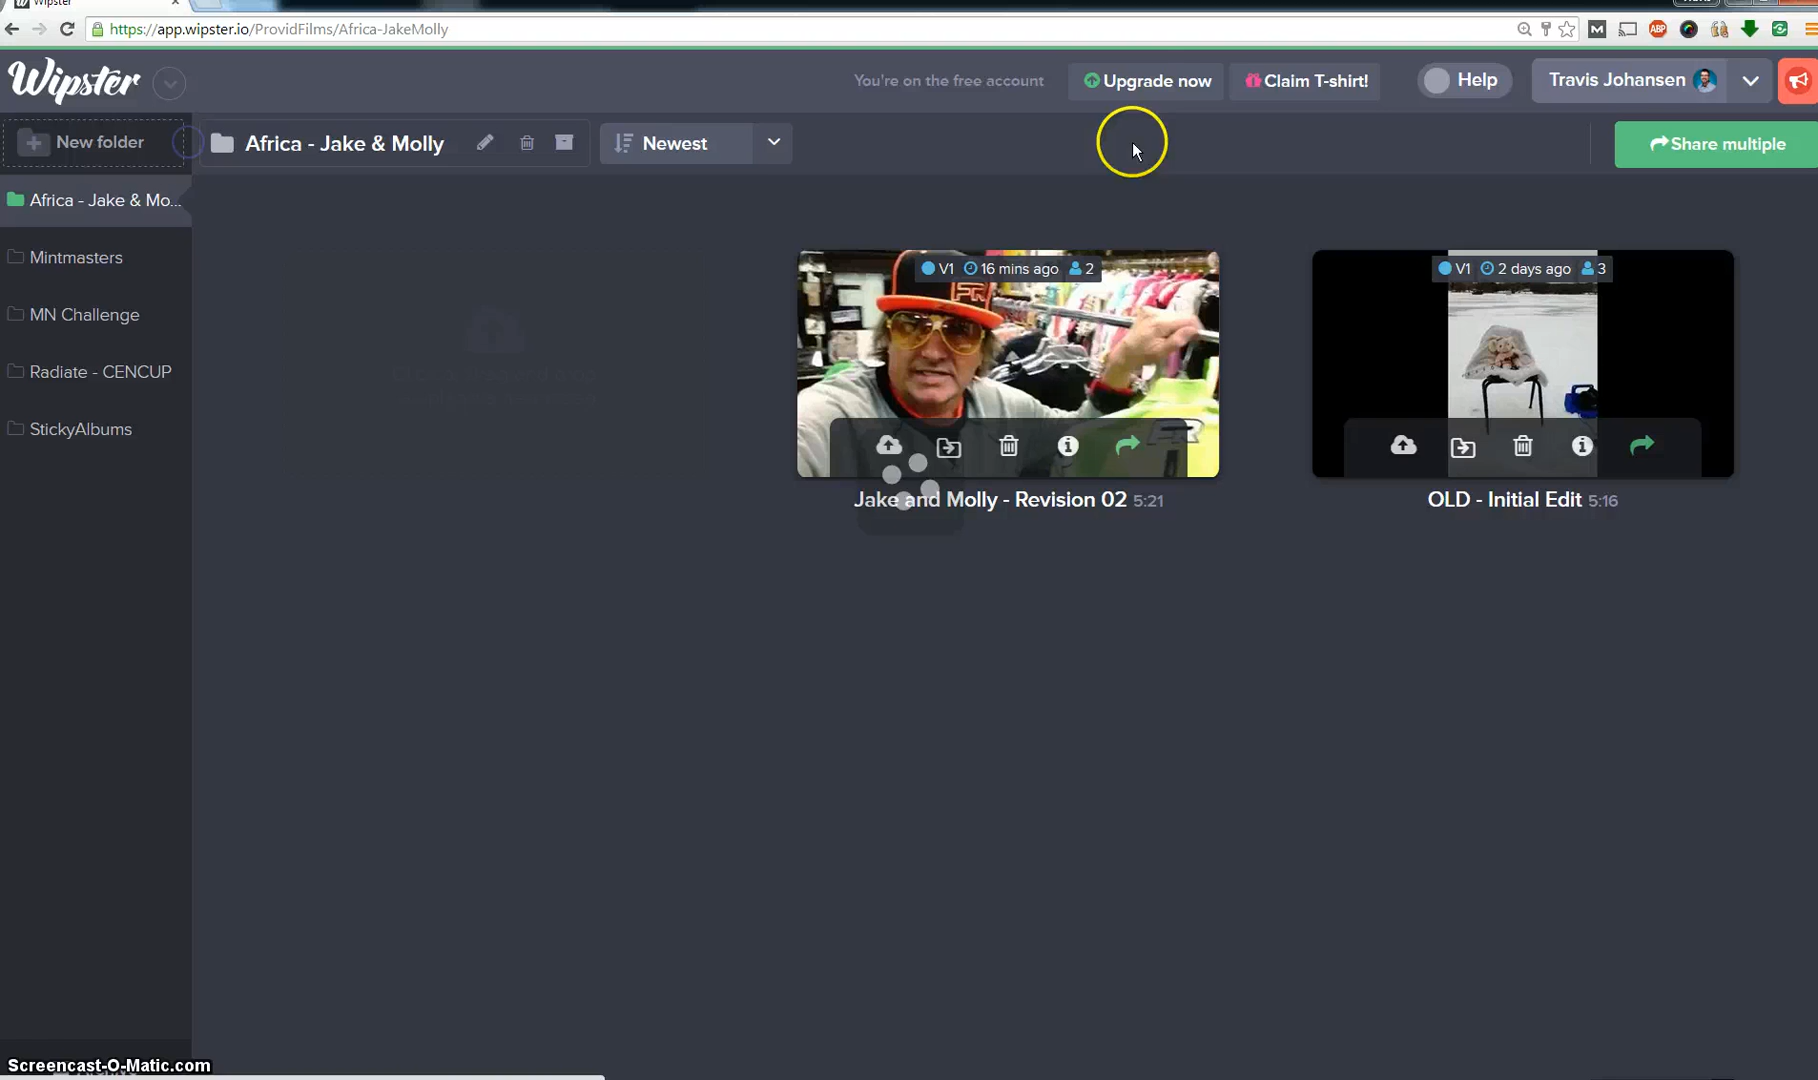 Wipster
https://app.wipster.io/ProvidFilms/Africa-JakeMolly
Wipster
You're on the free account
Upgrade now
Claim T-shirt!
Help
Travis Johansen
New folder
Africa - Jake & Molly
Newest
Share multiple
Africa - Jake & Mo...
Mintmasters
MN Challenge
Radiate - CENCUP
StickyAlbums
V1 16 mins ago 2
V1 2 days ago 3
Jake and Molly - Revision 02 5:21
OLD - Initial Edit 5:16
Screencast-O-Matic.com